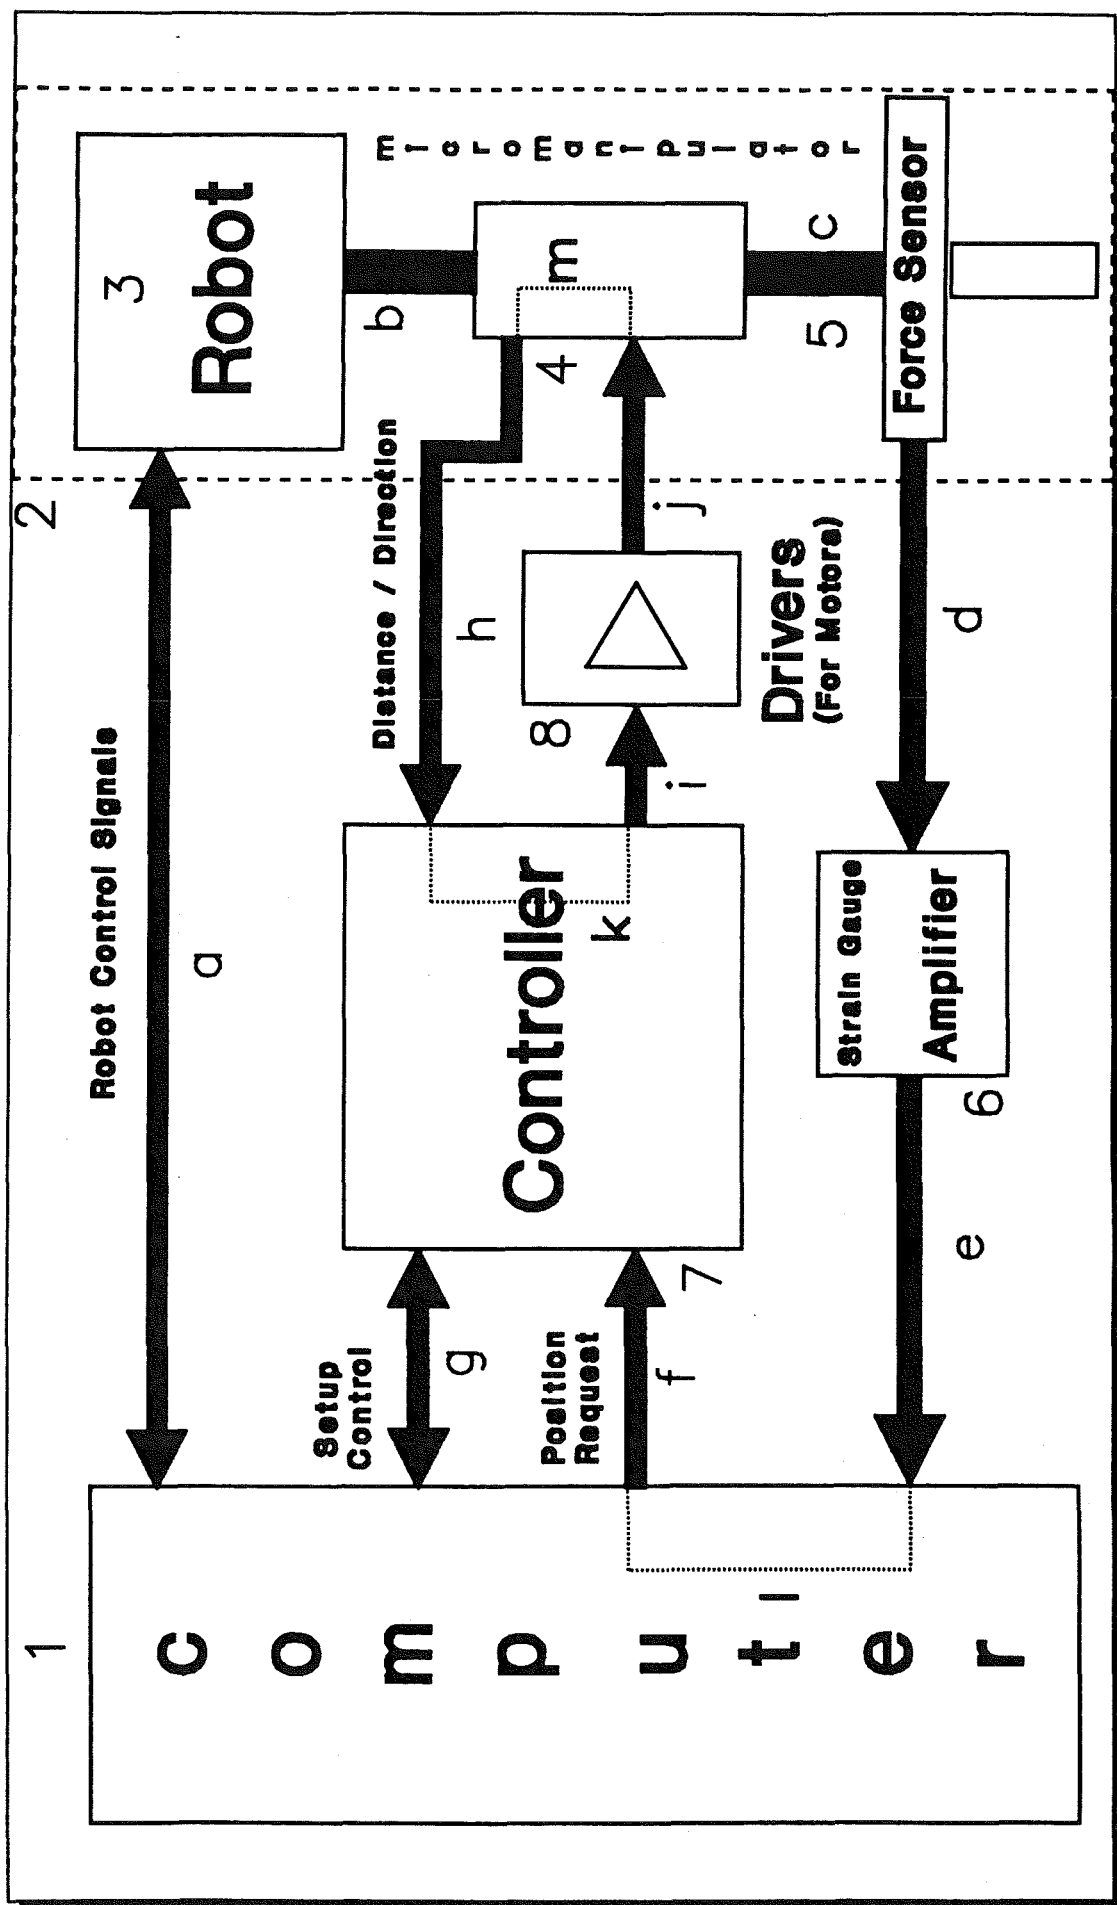 1
computer
Robot Control Signals
a
2
3
Robot
b
micromanipulator
Setup
Control
g
Distance / Direction
h
4
m
Controller
k
Position
Request
f
7
i
8
Drivers
(For Motors)
j
5
c
l
Strain Gauge
Amplifier
6
e
d
Force Sensor